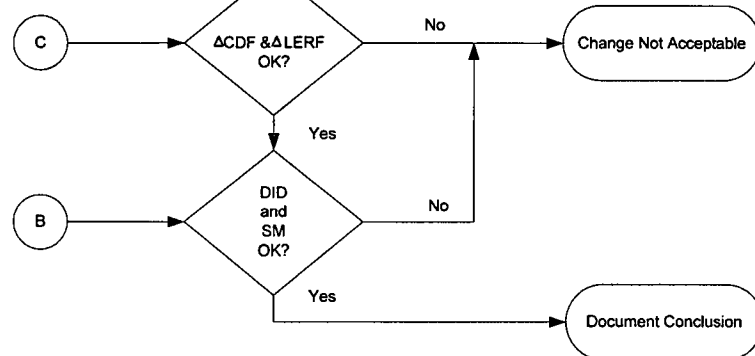 C
ΔCDF &ΔLERF
OK?
No
Change Not Acceptable
Yes
B
DID
and
SM
OK?
No
Yes
Document Conclusion